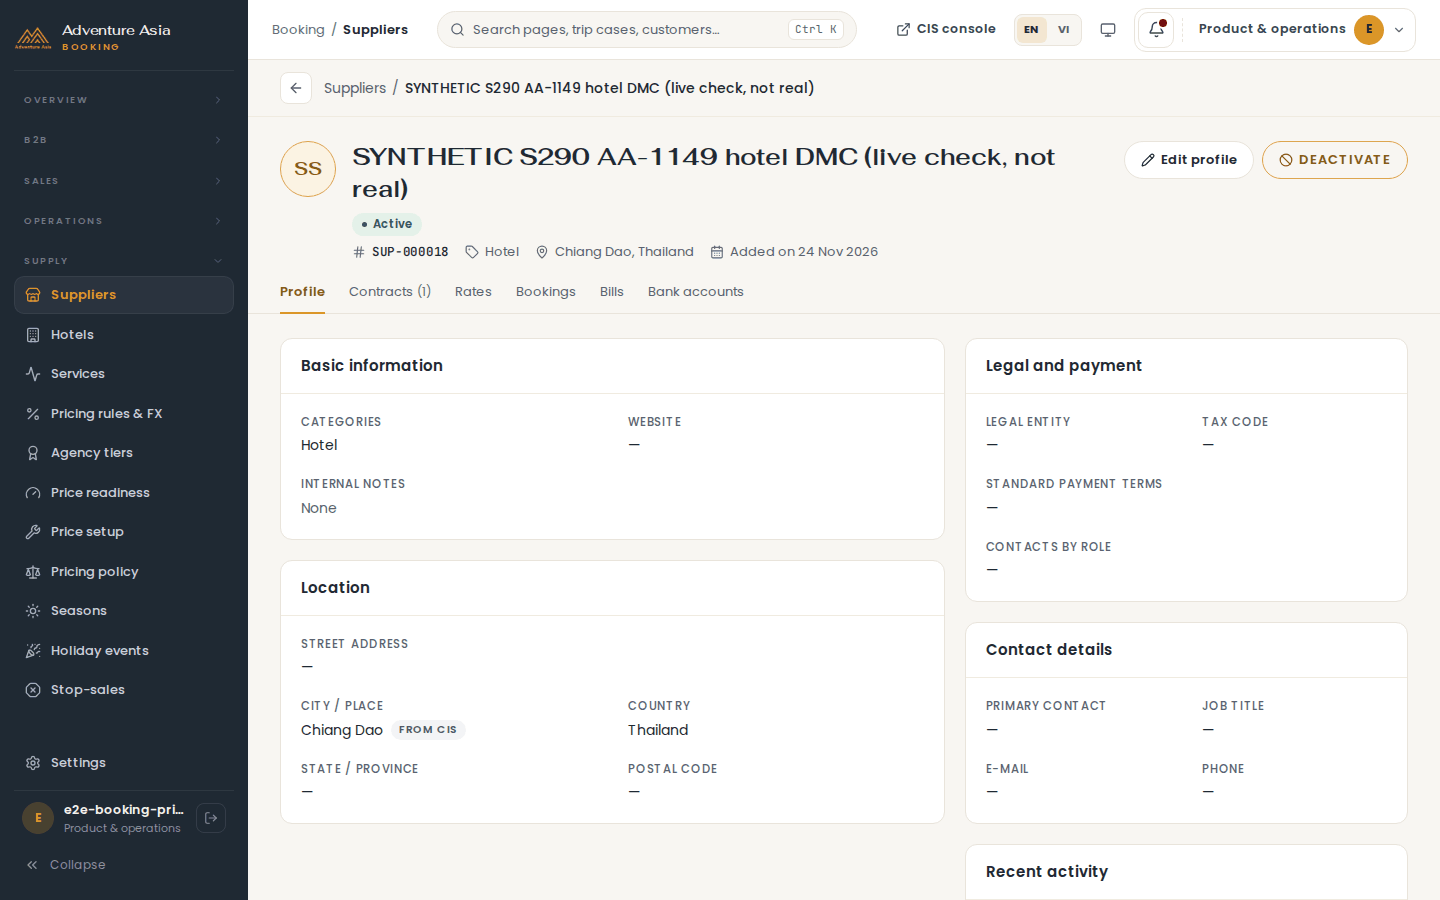 Adventure Asia
BOOKING
Adventure Asia
OVERVIEW
B2B
SALES
OPERATIONS
SUPPLY
Suppliers
Hotels
Services
Pricing rules & FX
Agency tiers
Price readiness
Price setup
Pricing policy
Seasons
Holiday events
Stop-sales
Settings
E
e2e-booking-pri...
Product & operations
Collapse
Booking / Suppliers
Search pages, trip cases, customers...
Ctrl K
CIS console
EN VI
Product & operations
E
Suppliers / SYNTHETIC S290 AA-1149 hotel DMC (live check, not real)
SS
SYNTHETIC S290 AA-1149 hotel DMC (live check, not
real)
Active
SUP-000018
Hotel
Chiang Dao, Thailand
Added on 24 Nov 2026
Edit profile
DEACTIVATE
Profile
Contracts (1)
Rates
Bookings
Bills
Bank accounts
Basic information
CATEGORIES
Hotel
WEBSITE
—
INTERNAL NOTES
None
Location
STREET ADDRESS
—
CITY / PLACE
Chiang Dao FROM CIS
COUNTRY
Thailand
STATE / PROVINCE
—
POSTAL CODE
—
Legal and payment
LEGAL ENTITY
—
TAX CODE
—
STANDARD PAYMENT TERMS
—
CONTACTS BY ROLE
—
Contact details
PRIMARY CONTACT
—
JOB TITLE
—
E-MAIL
—
PHONE
—
Recent activity